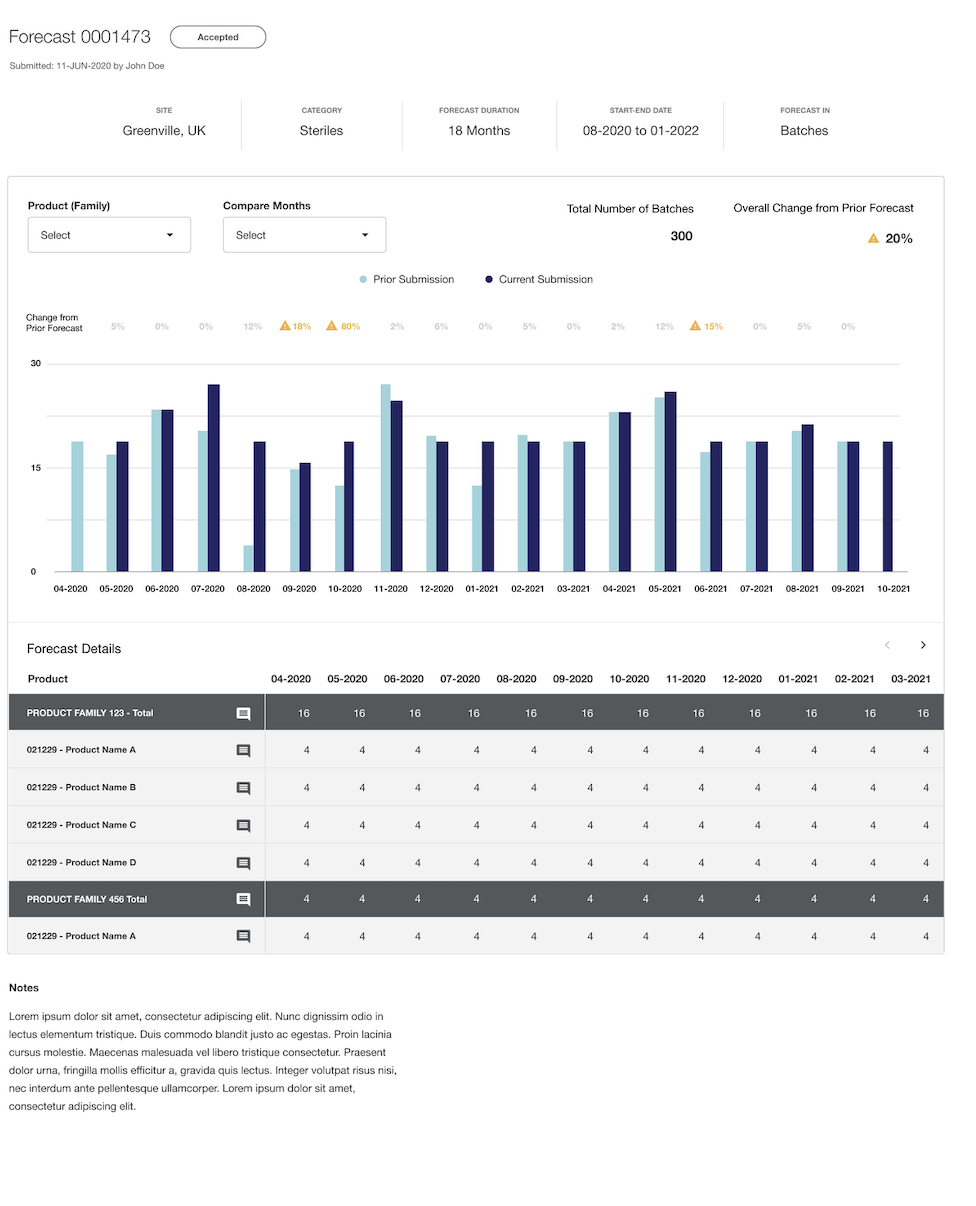 Forecast 0001473
Accepted
Submitted: 11-JUN-2020 by John Doe
SITE CATEGORY FORECAST DURATION START-END DATE FORECAST IN
Greenville, UK Steriles 18 Months 08-2020 to 01-2022 Batches
Product (Family) Compare Months Total Number of Batches Overall Change from Prior Forecast
Select Select 300 20%
Prior Submission Current Submission
Change from
Prior Forecast 5% 0% 0% 12% 18% 80% 2% 6% 0% 5% 0% 2% 12% 15% 0% 5% 0%
30
15
0
04-2020 05-2020 06-2020 07-2020 08-2020 09-2020 10-2020 11-2020 12-2020 01-2021 02-2021 03-2021 04-2021 05-2021 06-2021 07-2021 08-2021 09-2021 10-2021
Forecast Details
Product 04-2020 05-2020 06-2020 07-2020 08-2020 09-2020 10-2020 11-2020 12-2020 01-2021 02-2021 03-2021
PRODUCT FAMILY 123 - Total 16 16 16 16 16 16 16 16 16 16 16 16
021229 - Product Name A 4 4 4 4 4 4 4 4 4 4 4 4
021229 - Product Name B 4 4 4 4 4 4 4 4 4 4 4 4
021229 - Product Name C 4 4 4 4 4 4 4 4 4 4 4 4
021229 - Product Name D 4 4 4 4 4 4 4 4 4 4 4 4
PRODUCT FAMILY 456 Total 4 4 4 4 4 4 4 4 4 4 4 4
021229 - Product Name A 4 4 4 4 4 4 4 4 4 4 4 4
Notes
Lorem ipsum dolor sit amet, consectetur adipiscing elit. Nunc dignissim odio in
lectus elementum tristique. Duis commodo blandit justo ac egestas. Proin lacinia
cursus molestie. Maecenas malesuada vel libero tristique consectetur. Praesent
dolor urna, fringilla mollis efficitur a, gravida quis lectus. Integer volutpat risus nisi,
nec interdum ante pellentesque ullamcorper. Lorem ipsum dolor sit amet,
consectetur adipiscing elit.